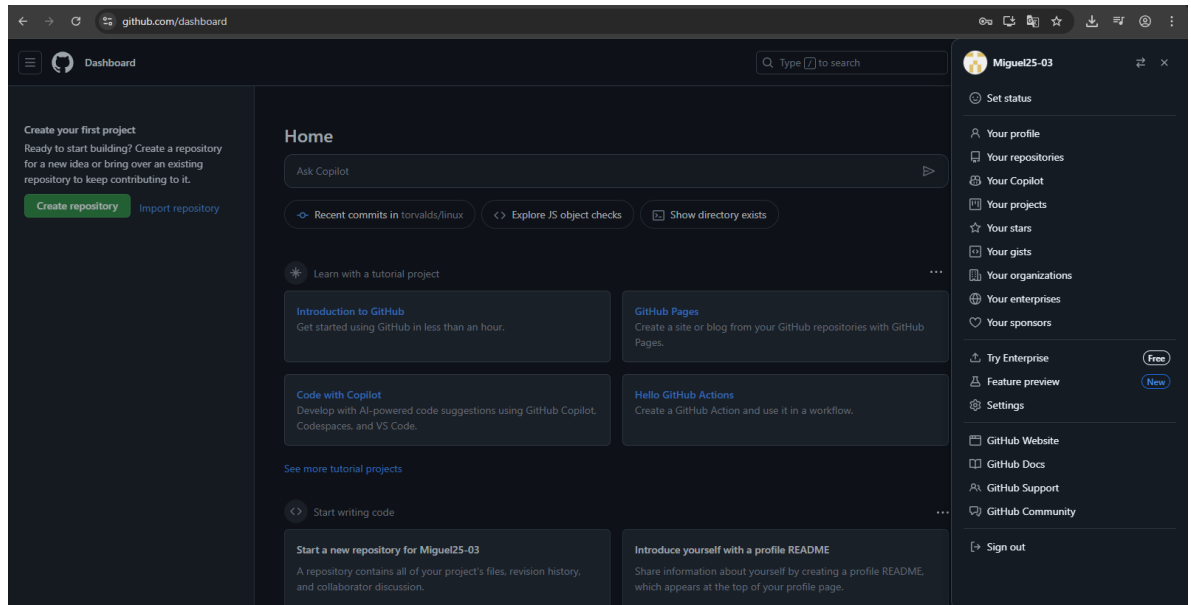 github.com/dashboard
Dashboard
Type / to search
Create your first project
Ready to start building? Create a repository
for a new idea or bring over an existing
repository to keep contributing to it.
Create repository
Import repository
Home
Ask Copilot
Recent commits in torvalds/linux
Explore JS object checks
Show directory exists
Learn with a tutorial project
Introduction to GitHub
Get started using GitHub in less than an hour.
GitHub Pages
Create a site or blog from your GitHub repositories with GitHub
Pages.
Code with Copilot
Develop with AI-powered code suggestions using GitHub Copilot,
Codespaces, and VS Code.
Hello GitHub Actions
Create a GitHub Action and use it in a workflow.
See more tutorial projects
Start writing code
Start a new repository for Miguel25-03
A repository contains all of your project's files, revision history,
and collaborator discussion.
Introduce yourself with a profile README
Share information about yourself by creating a profile README,
which appears at the top of your profile page.
Miguel25-03
Set status
Your profile
Your repositories
Your Copilot
Your projects
Your stars
Your gists
Your organizations
Your enterprises
Your sponsors
Try Enterprise Free
Feature preview New
Settings
GitHub Website
GitHub Docs
GitHub Support
GitHub Community
Sign out